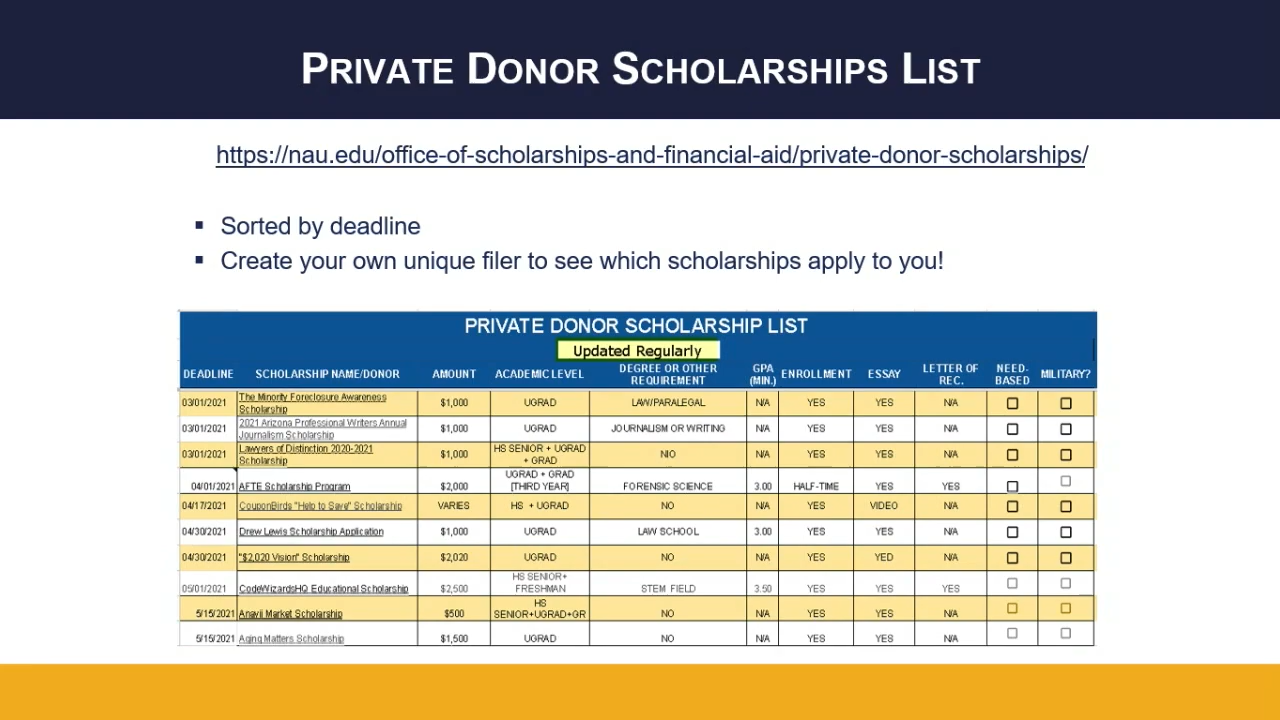 PRIVATE DONOR SCHOLARSHIPS LIST
https://nau.edu/office-of-scholarships-and-financial-aid/private-donor-scholarships/
▪ Sorted by deadline
▪ Create your own unique filer to see which scholarships apply to you!
PRIVATE DONOR SCHOLARSHIP LIST
Updated Regularly
DEADLINE SCHOLARSHIP NAME/DONOR AMOUNT ACADEMIC LEVEL DEGREE OR OTHER REQUIREMENT GPA (MIN.) ENROLLMENT ESSAY LETTER OF REC. NEED-BASED MILITARY?
03/01/2021 The Minority Foreclosure Awareness Scholarship $1,000 UGRAD LAW/PARALEGAL N/A YES YES N/A
03/01/2021 2021 Arizona Professional Writers Annual Journalism Scholarship $1,000 UGRAD JOURNALISM OR WRITING N/A YES YES N/A
03/01/2021 Lawyers of Distinction 2020-2021 Scholarship $1,000 HS SENIOR + UGRAD + GRAD NIO N/A YES YES N/A
04/01/2021 AFTE Scholarship Program $2,000 UGRAD + GRAD [THIRD YEAR] FORENSIC SCIENCE 3.00 HALF-TIME YES YES
04/17/2021 CouponBirds "Help to Save" Scholarship VARIES HS + UGRAD NO N/A YES VIDEO N/A
04/30/2021 Drew Lewis Scholarship Application $1,000 UGRAD LAW SCHOOL 3.00 YES YES N/A
04/30/2021 "$2,020 Vision" Scholarship $2,020 UGRAD NO N/A YES YED N/A
05/01/2021 CodeWizardsHQ Educational Scholarship $2,500 HS SENIOR+ FRESHMAN STEM FIELD 3.50 YES YES YES
5/15/2021 Anavii Market Scholarship $500 HS SENIOR+UGRAD+GR NO N/A YES YES N/A
5/15/2021 Aging Matters Scholarship $1,500 UGRAD NO N/A YES YES N/A